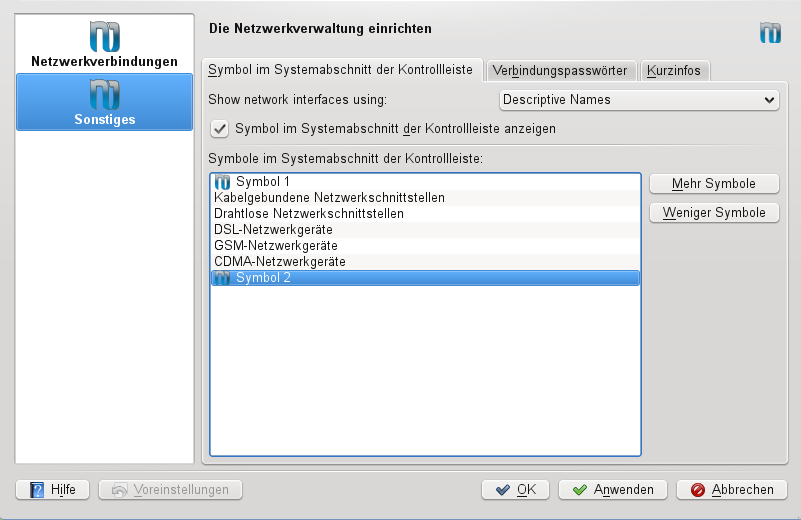 Netzwerkverbindungen
Sonstiges
Die Netzwerkverwaltung einrichten
Symbol im Systemabschnitt der Kontrollleiste
Verbindungspasswörter
Kurzinfos
Show network interfaces using:
Descriptive Names
Symbol im Systemabschnitt der Kontrollleiste anzeigen
Symbole im Systemabschnitt der Kontrollleiste:
Symbol 1
Kabelgebundene Netzwerkschnittstellen
Drahtlose Netzwerkschnittstellen
DSL-Netzwerkgeräte
GSM-Netzwerkgeräte
CDMA-Netzwerkgeräte
Symbol 2
Mehr Symbole
Weniger Symbole
Hilfe
Voreinstellungen
OK
Anwenden
Abbrechen